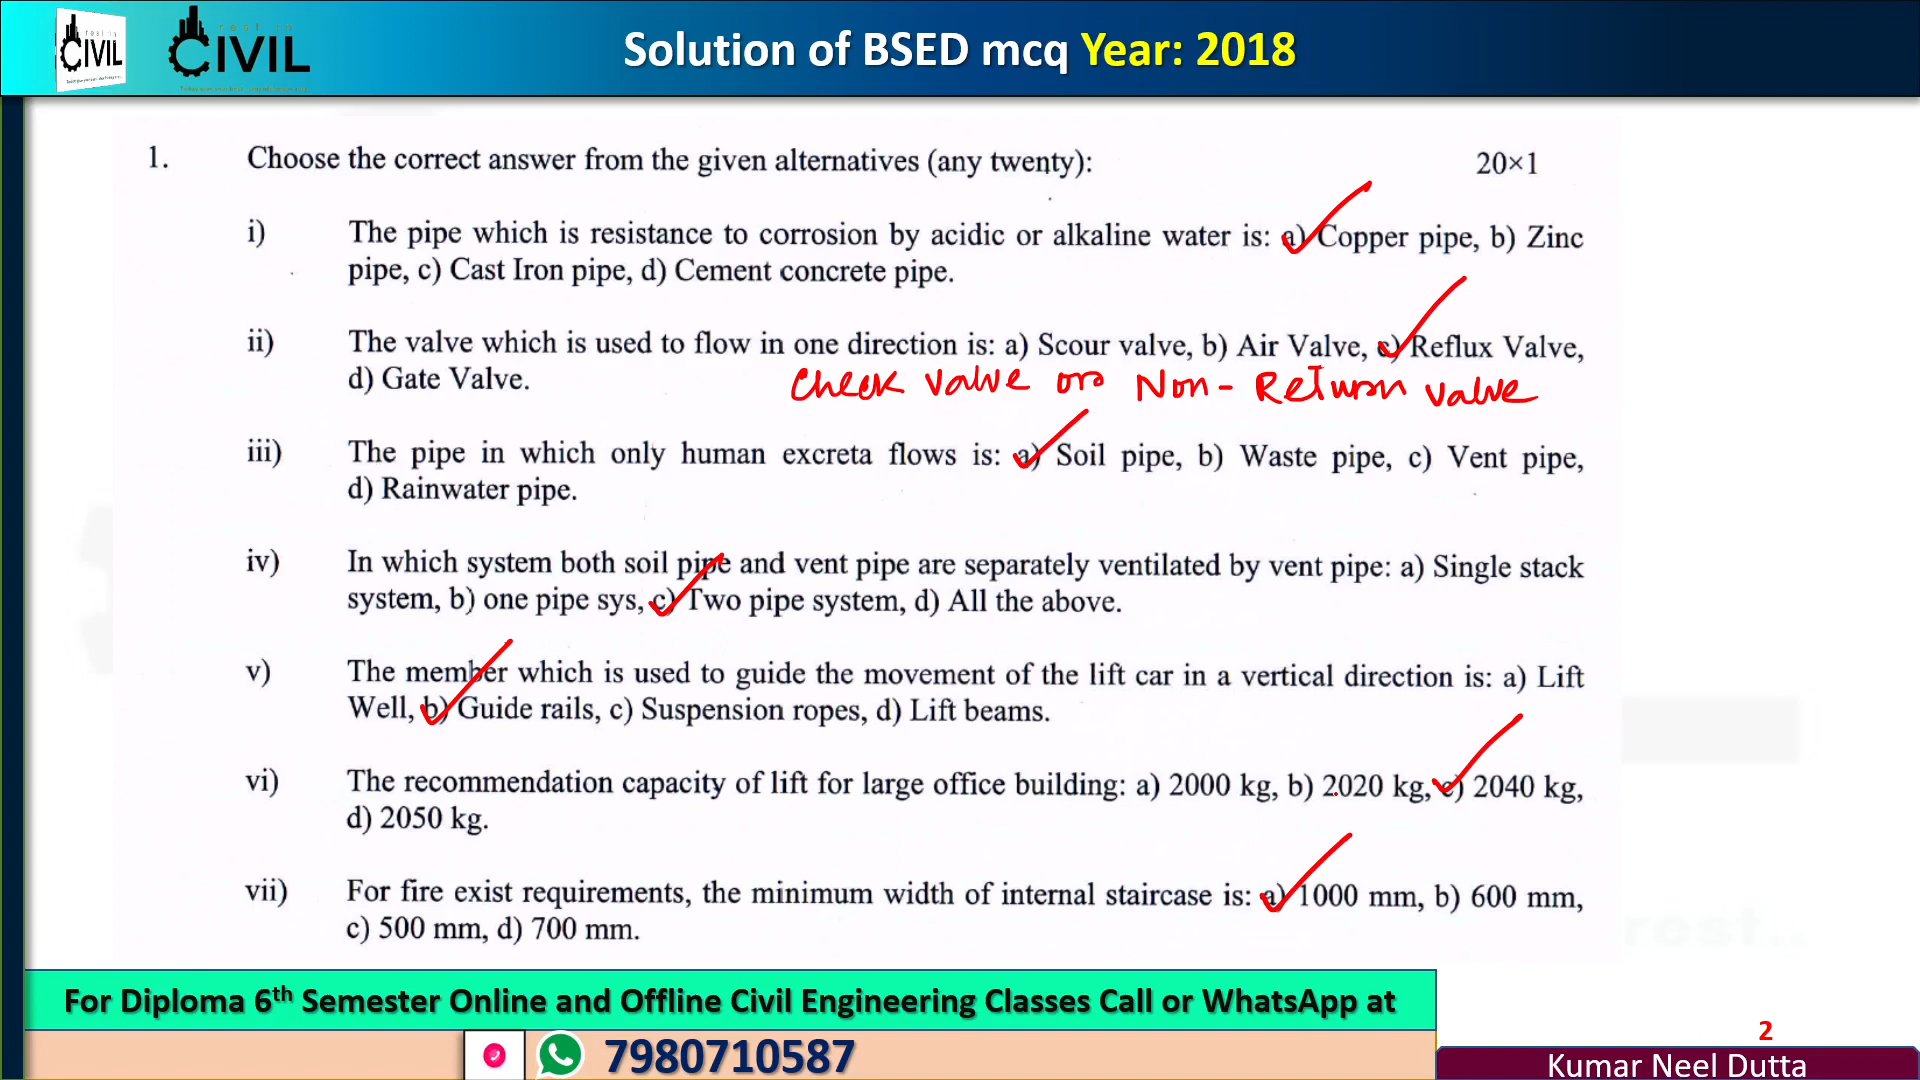 rest in
CIVIL
rest in
CIVIL
Solution of BSED mcq Year: 2018
1. Choose the correct answer from the given alternatives (any twenty): 20×1
i) The pipe which is resistance to corrosion by acidic or alkaline water is: a) Copper pipe, b) Zinc
pipe, c) Cast Iron pipe, d) Cement concrete pipe.
ii) The valve which is used to flow in one direction is: a) Scour valve, b) Air Valve, c) Reflux Valve,
d) Gate Valve.
Check valve or Non-Return valve
iii) The pipe in which only human excreta flows is: a) Soil pipe, b) Waste pipe, c) Vent pipe,
d) Rainwater pipe.
iv) In which system both soil pipe and vent pipe are separately ventilated by vent pipe: a) Single stack
system, b) one pipe sys, c) Two pipe system, d) All the above.
v) The member which is used to guide the movement of the lift car in a vertical direction is: a) Lift
Well, b) Guide rails, c) Suspension ropes, d) Lift beams.
vi) The recommendation capacity of lift for large office building: a) 2000 kg, b) 2020 kg, c) 2040 kg,
d) 2050 kg.
vii) For fire exist requirements, the minimum width of internal staircase is: a) 1000 mm, b) 600 mm,
c) 500 mm, d) 700 mm.
rest..
For Diploma 6th Semester Online and Offline Civil Engineering Classes Call or WhatsApp at
7980710587
2
Kumar Neel Dutta